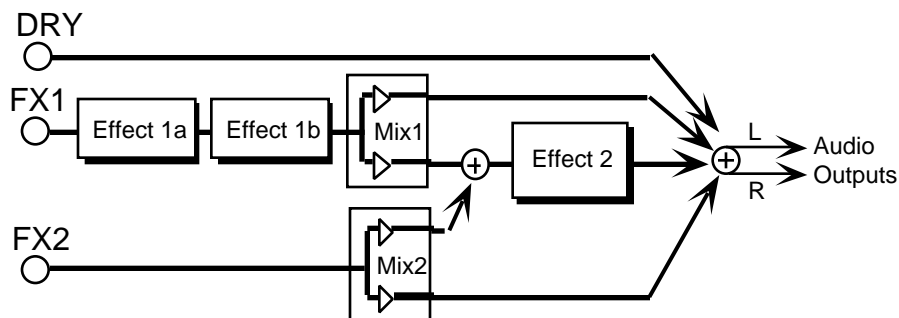 DRY
FX1
Effect 1a
Effect 1b
Mix1
Effect 2
L
R
Audio
Outputs
FX2
Mix2